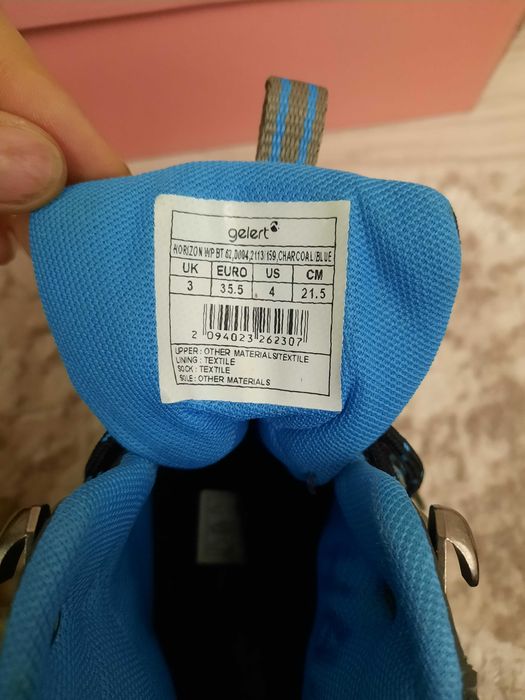 gelert
HORIZON WP BT 62,D094,2113/159,CHARCOAL/BLUE
UK EURO US CM
3 35.5 4 21.5
2 094023 262307
UPPER : OTHER MATERIALS/TEXTILE
LINING : TEXTILE
SOCK : TEXTILE
SOLE : OTHER MATERIALS